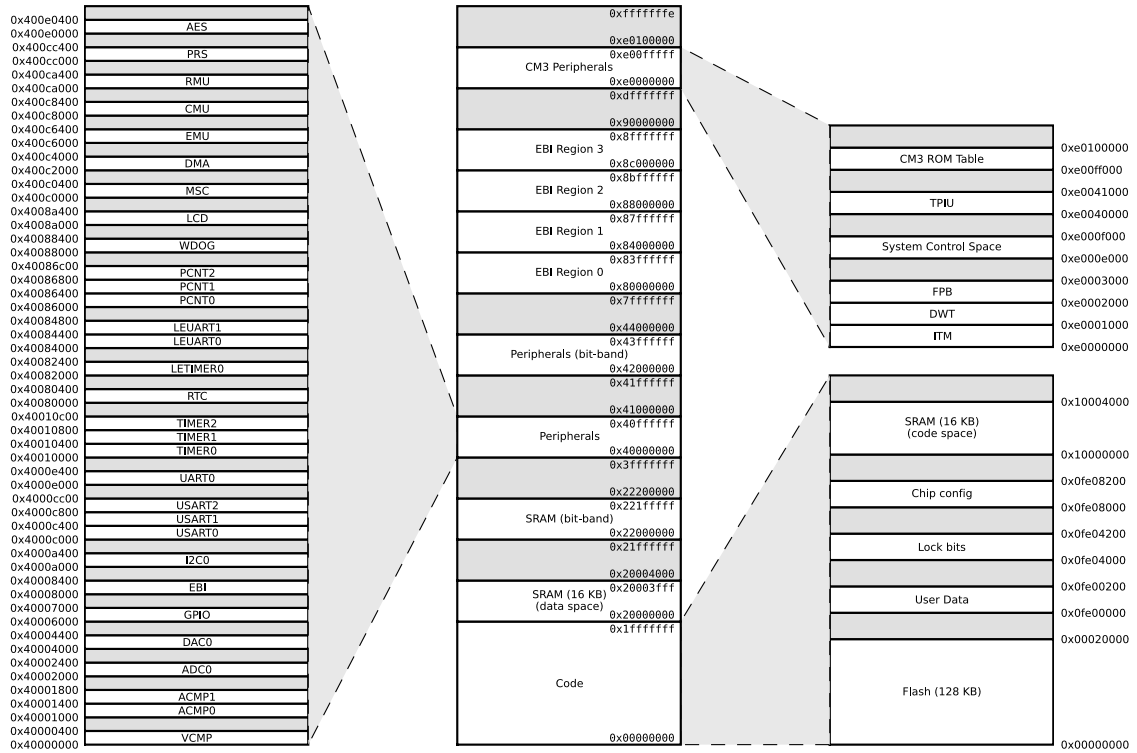 0x400e0400
AES
0x400e0000
0x400cc400
PRS
0x400cc000
0x400ca400
RMU
0x400ca000
0x400c8400
CMU
0x400c8000
0x400c6400
EMU
0x400c6000
0x400c4000
DMA
0x400c2000
0x400c0400
MSC
0x400c0000
0x4008a400
LCD
0x4008a000
0x40088400
WDOG
0x40088000
0x40086c00
PCNT2
0x40086800
PCNT1
0x40086400
PCNT0
0x40086000
0x40084800
LEUART1
0x40084400
LEUART0
0x40084000
0x40082400
LETIMER0
0x40082000
0x40080400
RTC
0x40080000
0x40010c00
TIMER2
0x40010800
TIMER1
0x40010400
TIMER0
0x40010000
0x4000e400
UART0
0x4000e000
0x4000cc00
USART2
0x4000c800
USART1
0x4000c400
USART0
0x4000c000
0x4000a400
I2C0
0x4000a000
0x40008400
EBI
0x40008000
0x40007000
GPIO
0x40006000
0x40004400
DAC0
0x40004000
0x40002400
ADC0
0x40002000
0x40001800
ACMP1
0x40001400
ACMP0
0x40001000
0x40000400
VCMP
0x40000000
0xfffffffe
0xe0100000
0xe00fffff
CM3 Peripherals
0xe0000000
0xdfffffff
0x90000000
0x8fffffff
EBI Region 3
0x8c000000
0x8bffffff
EBI Region 2
0x88000000
0x87ffffff
EBI Region 1
0x84000000
0x83ffffff
EBI Region 0
0x80000000
0x7fffffff
0x44000000
0x43ffffff
Peripherals (bit-band)
0x42000000
0x41ffffff
0x41000000
0x40ffffff
Peripherals
0x40000000
0x3fffffff
0x22200000
0x221fffff
SRAM (bit-band)
0x22000000
0x21ffffff
0x20004000
0x20003fff
SRAM (16 KB)
(data space)
0x20000000
0x1fffffff
Code
0x00000000
0xe0100000
CM3 ROM Table
0xe00ff000
0xe0041000
TPIU
0xe0040000
0xe000f000
System Control Space
0xe000e000
0xe0003000
FPB
0xe0002000
DWT
0xe0001000
ITM
0xe0000000
0x10004000
SRAM (16 KB)
(code space)
0x10000000
0x0fe08200
Chip config
0x0fe08000
0x0fe04200
Lock bits
0x0fe04000
0x0fe00200
User Data
0x0fe00000
0x00020000
Flash (128 KB)
0x00000000